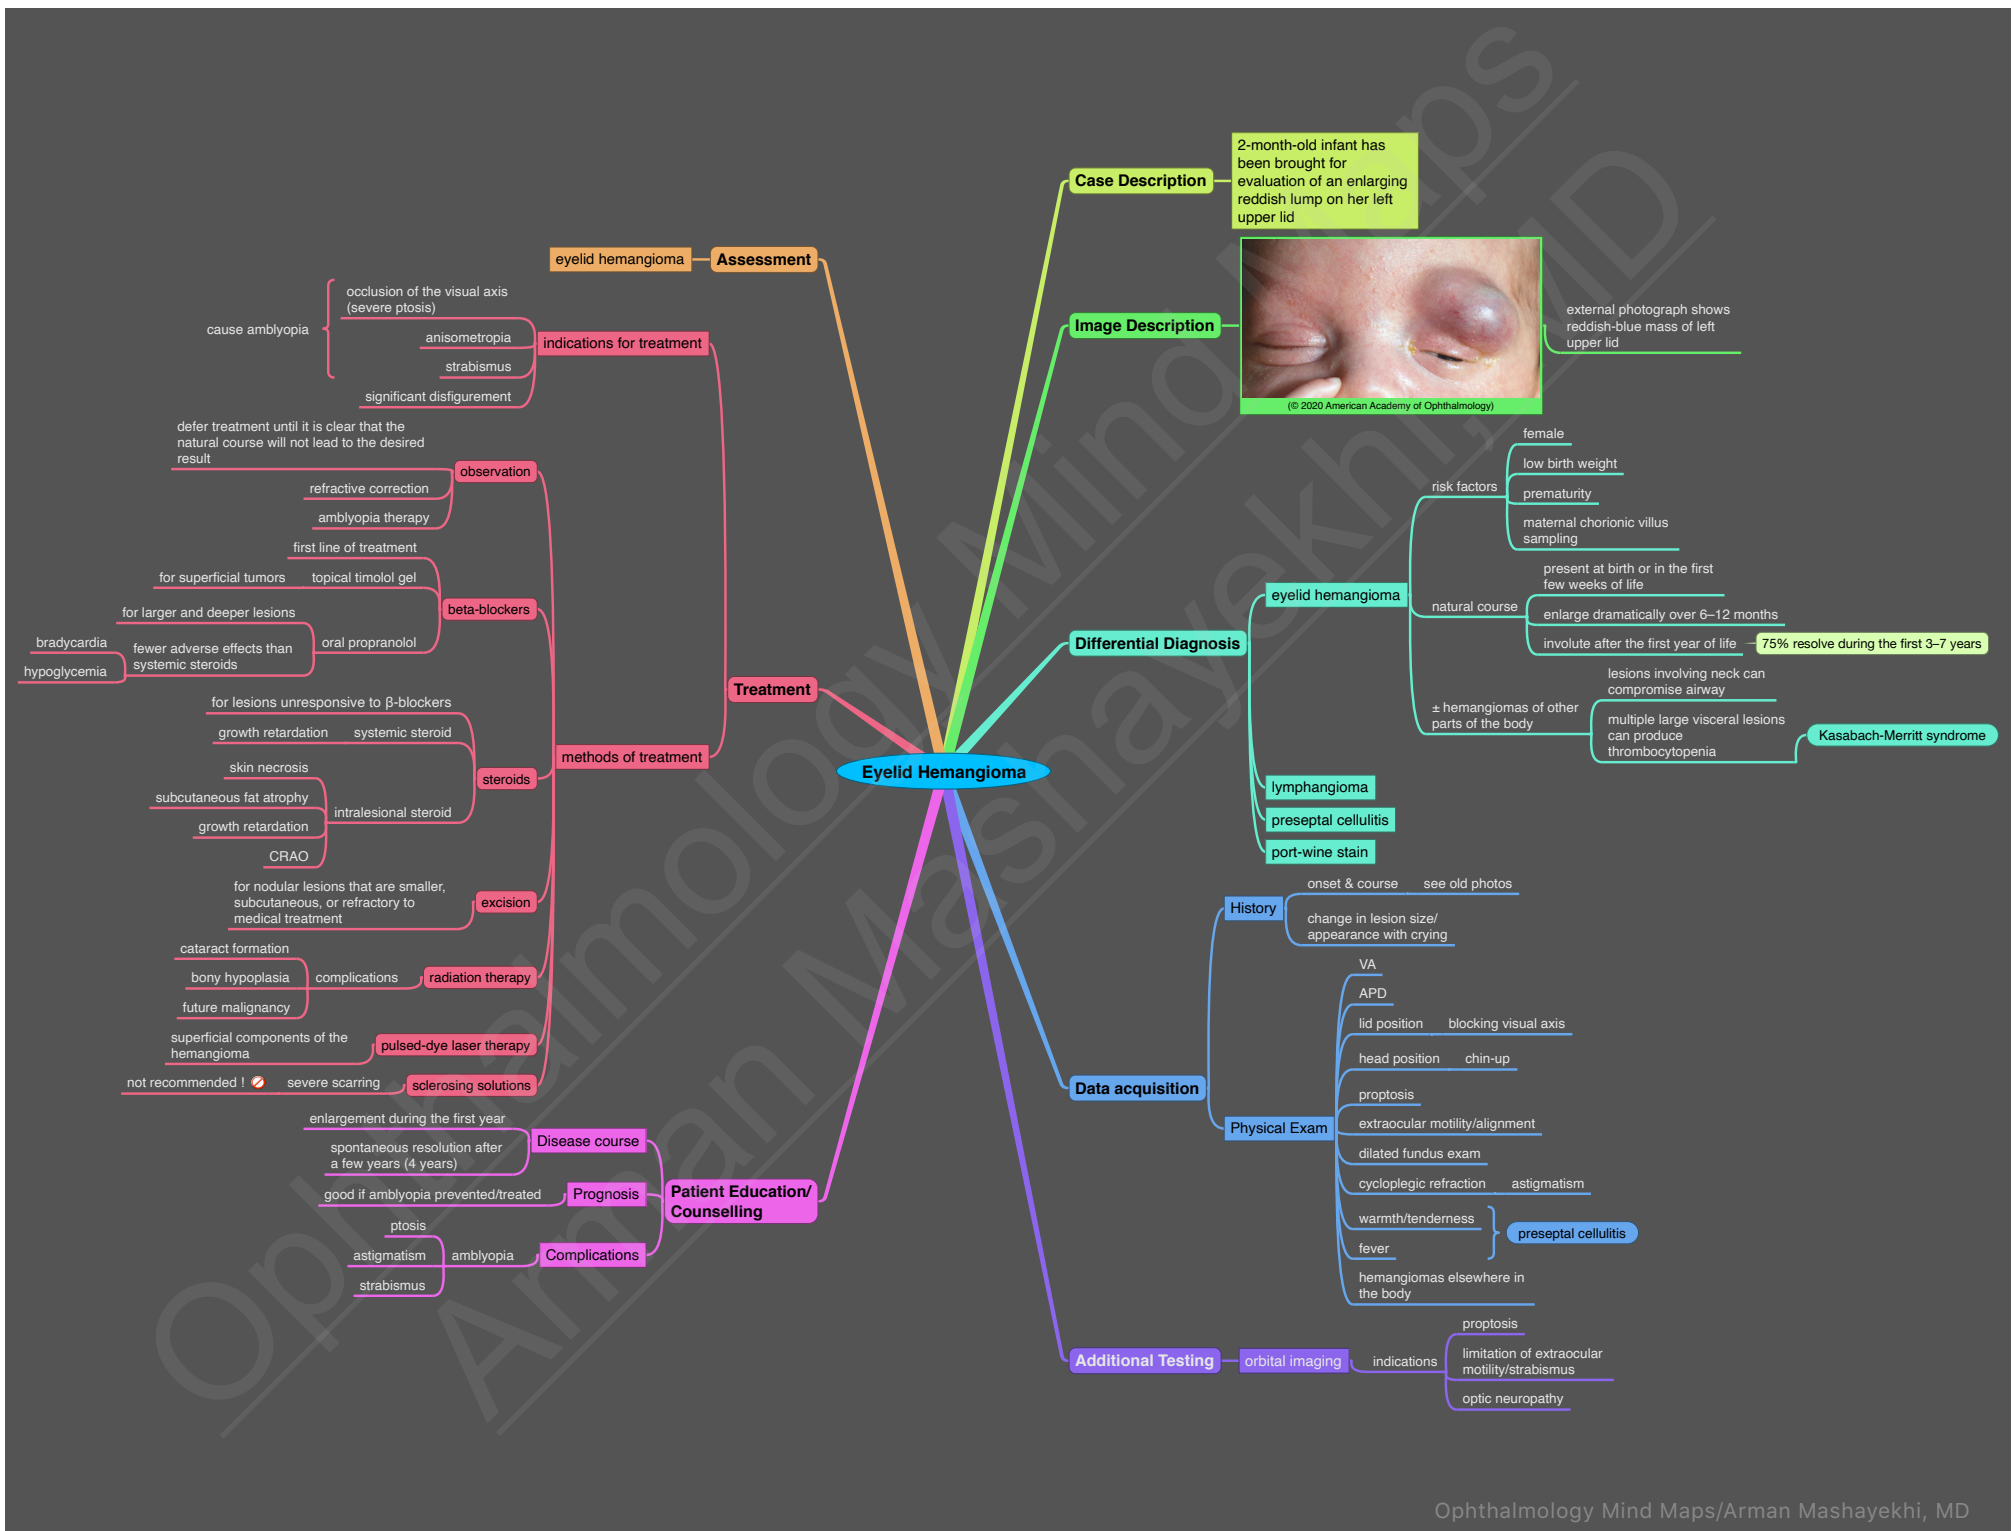 Eyelid Hemangioma
Case Description
2-month-old infant has
been brought for
evaluation of an enlarging
reddish lump on her left
upper lid
Image Description
(© 2020 American Academy of Ophthalmology)
external photograph shows
reddish-blue mass of left
upper lid
Differential Diagnosis
eyelid hemangioma
risk factors
female
low birth weight
prematurity
maternal chorionic villus
sampling
natural course
present at birth or in the first
few weeks of life
enlarge dramatically over 6–12 months
involute after the first year of life
75% resolve during the first 3–7 years
± hemangiomas of other
parts of the body
lesions involving neck can
compromise airway
multiple large visceral lesions
can produce
thrombocytopenia
Kasabach-Merritt syndrome
lymphangioma
preseptal cellulitis
port-wine stain
Data acquisition
History
onset & course
see old photos
change in lesion size/
appearance with crying
Physical Exam
VA
APD
lid position
blocking visual axis
head position
chin-up
proptosis
extraocular motility/alignment
dilated fundus exam
cycloplegic refraction
astigmatism
warmth/tenderness
fever
preseptal cellulitis
hemangiomas elsewhere in
the body
Additional Testing
orbital imaging
indications
proptosis
limitation of extraocular
motility/strabismus
optic neuropathy
Assessment
eyelid hemangioma
Treatment
indications for treatment
occlusion of the visual axis
(severe ptosis)
anisometropia
strabismus
cause amblyopia
significant disfigurement
methods of treatment
observation
defer treatment until it is clear that the
natural course will not lead to the desired
result
refractive correction
amblyopia therapy
beta-blockers
first line of treatment
topical timolol gel
for superficial tumors
oral propranolol
for larger and deeper lesions
fewer adverse effects than
systemic steroids
bradycardia
hypoglycemia
steroids
for lesions unresponsive to β-blockers
systemic steroid
growth retardation
intralesional steroid
skin necrosis
subcutaneous fat atrophy
growth retardation
CRAO
excision
for nodular lesions that are smaller,
subcutaneous, or refractory to
medical treatment
radiation therapy
complications
cataract formation
bony hypoplasia
future malignancy
pulsed-dye laser therapy
superficial components of the
hemangioma
sclerosing solutions
severe scarring
not recommended !
Patient Education/
Counselling
Disease course
enlargement during the first year
spontaneous resolution after
a few years (4 years)
Prognosis
good if amblyopia prevented/treated
Complications
amblyopia
ptosis
astigmatism
strabismus
Ophthalmology Mind Maps
Arman Mashayekhi, MD
Ophthalmology Mind Maps/Arman Mashayekhi, MD